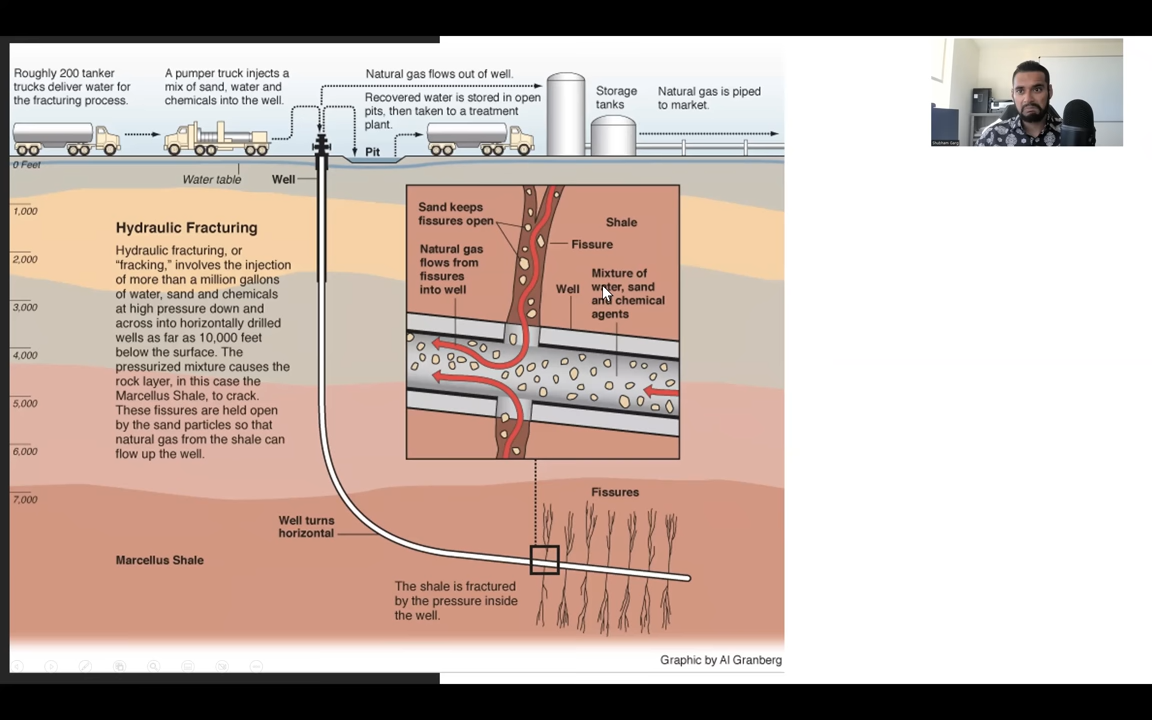 Roughly 200 tanker
trucks deliver water for
the fracturing process.
A pumper truck injects a
mix of sand, water and
chemicals into the well.
Natural gas flows out of well.
Recovered water is stored in open
pits, then taken to a treatment
plant.
Storage
tanks
Natural gas is piped
to market.
Pit
0 Feet
Water table
Well
1,000
2,000
3,000
4,000
5,000
6,000
7,000
Hydraulic Fracturing
Hydraulic fracturing, or
“fracking,” involves the injection
of more than a million gallons
of water, sand and chemicals
at high pressure down and
across into horizontally drilled
wells as far as 10,000 feet
below the surface. The
pressurized mixture causes the
rock layer, in this case the
Marcellus Shale, to crack.
These fissures are held open
by the sand particles so that
natural gas from the shale can
flow up the well.
Sand keeps
fissures open
Shale
Fissure
Natural gas
flows from
fissures
into well
Well
Mixture of
water, sand
and chemical
agents
Fissures
Well turns
horizontal
Marcellus Shale
The shale is fractured
by the pressure inside
the well.
Graphic by Al Granberg